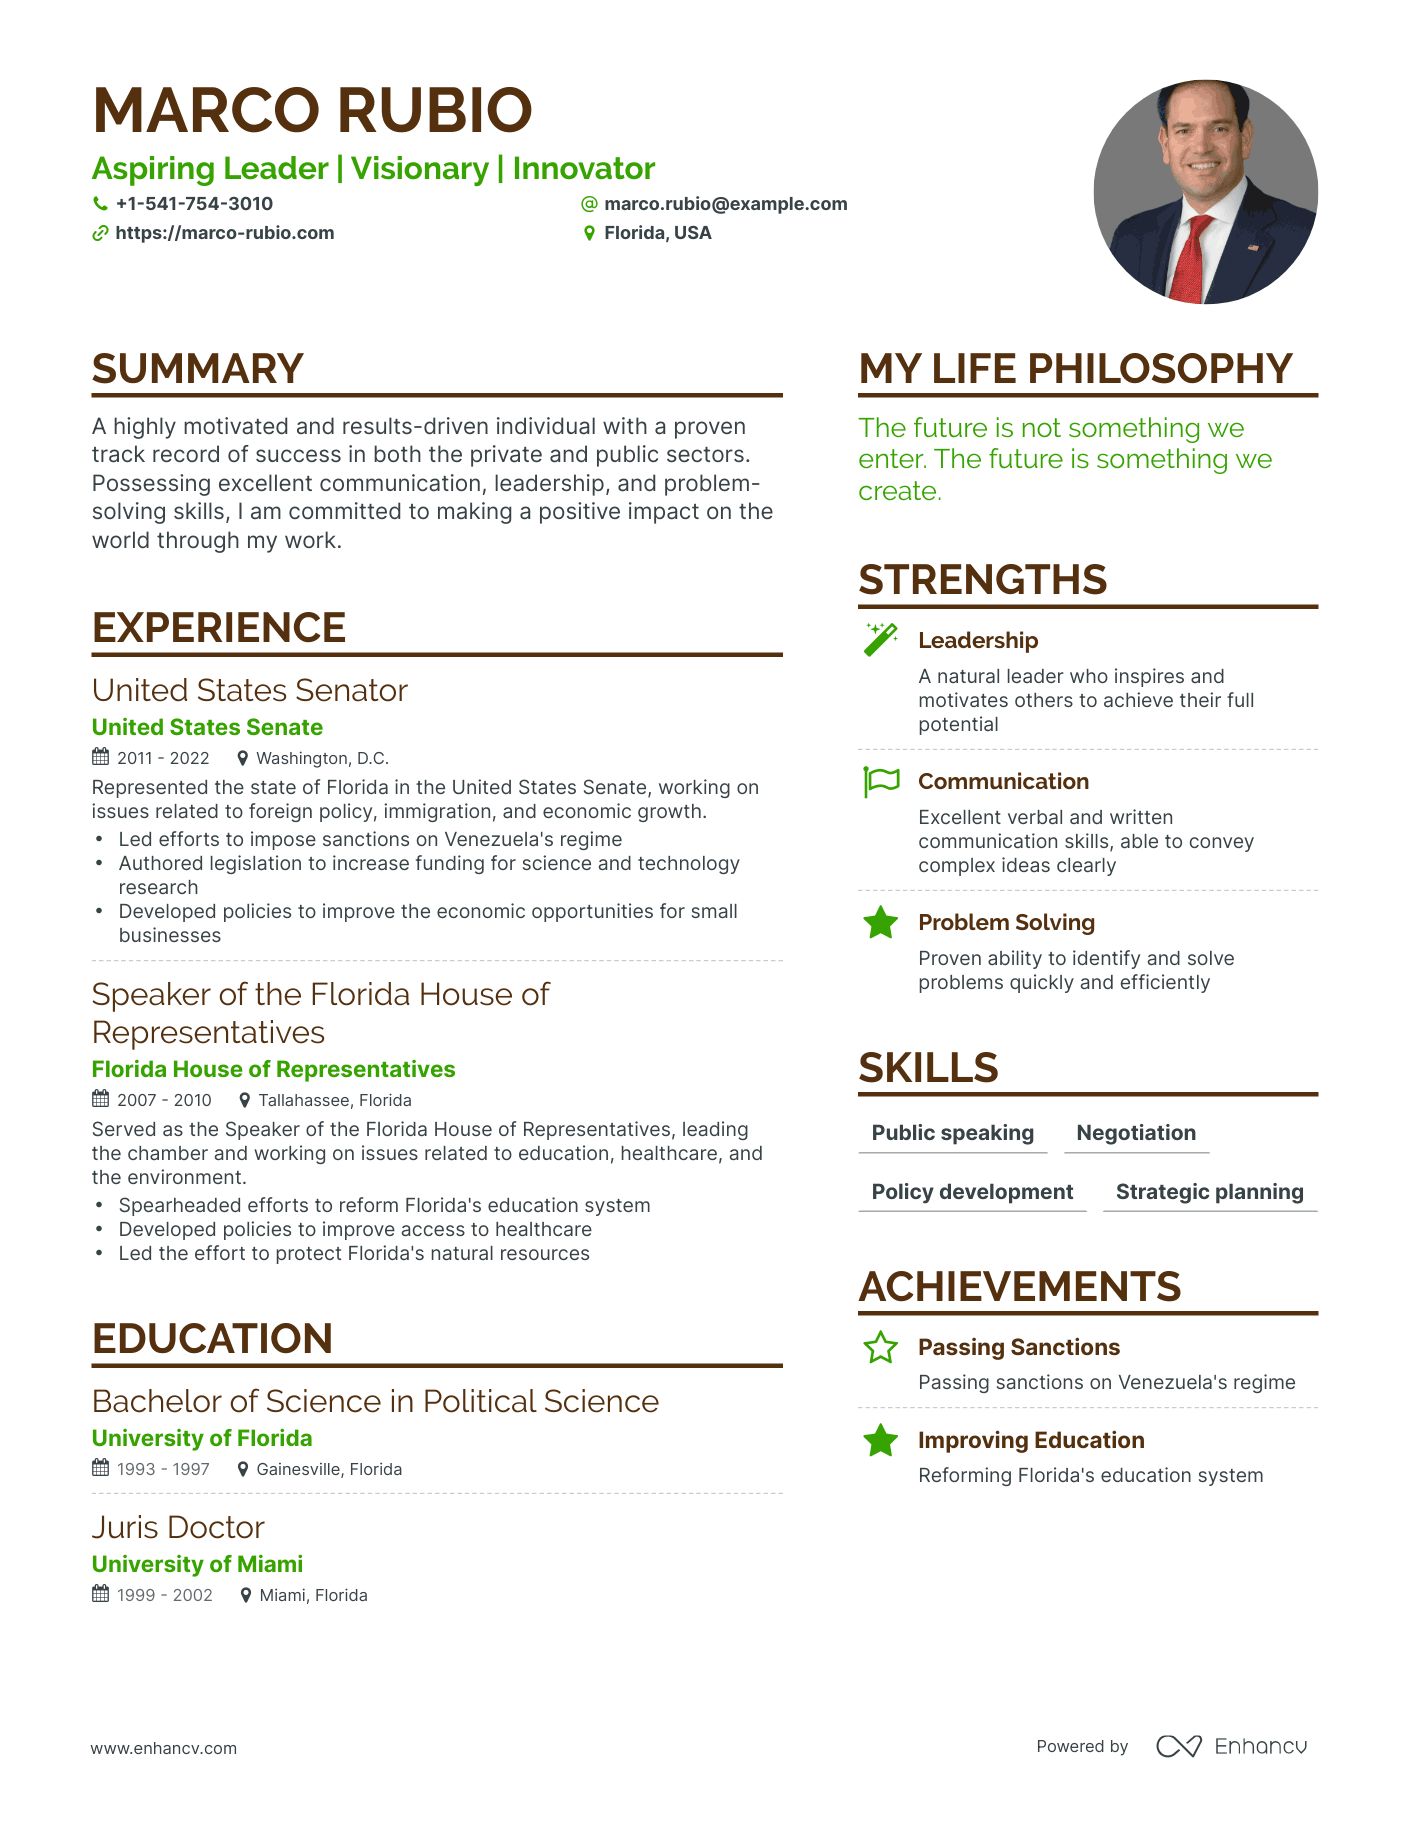 MARCO RUBIO
Aspiring Leader | Visionary | Innovator
+1-541-754-3010
marco.rubio@example.com
https://marco-rubio.com
Florida, USA
SUMMARY
A highly motivated and results-driven individual with a proven
track record of success in both the private and public sectors.
Possessing excellent communication, leadership, and problem-
solving skills, I am committed to making a positive impact on the
world through my work.
EXPERIENCE
United States Senator
United States Senate
2011 - 2022 Washington, D.C.
Represented the state of Florida in the United States Senate, working on
issues related to foreign policy, immigration, and economic growth.
• Led efforts to impose sanctions on Venezuela's regime
• Authored legislation to increase funding for science and technology
research
• Developed policies to improve the economic opportunities for small
businesses
Speaker of the Florida House of
Representatives
Florida House of Representatives
2007 - 2010 Tallahassee, Florida
Served as the Speaker of the Florida House of Representatives, leading
the chamber and working on issues related to education, healthcare, and
the environment.
• Spearheaded efforts to reform Florida's education system
• Developed policies to improve access to healthcare
• Led the effort to protect Florida's natural resources
EDUCATION
Bachelor of Science in Political Science
University of Florida
1993 - 1997 Gainesville, Florida
Juris Doctor
University of Miami
1999 - 2002 Miami, Florida
MY LIFE PHILOSOPHY
The future is not something we
enter. The future is something we
create.
STRENGTHS
Leadership
A natural leader who inspires and
motivates others to achieve their full
potential
Communication
Excellent verbal and written
communication skills, able to convey
complex ideas clearly
Problem Solving
Proven ability to identify and solve
problems quickly and efficiently
SKILLS
Public speaking Negotiation
Policy development Strategic planning
ACHIEVEMENTS
Passing Sanctions
Passing sanctions on Venezuela's regime
Improving Education
Reforming Florida's education system
www.enhancv.com
Powered by Enhancv